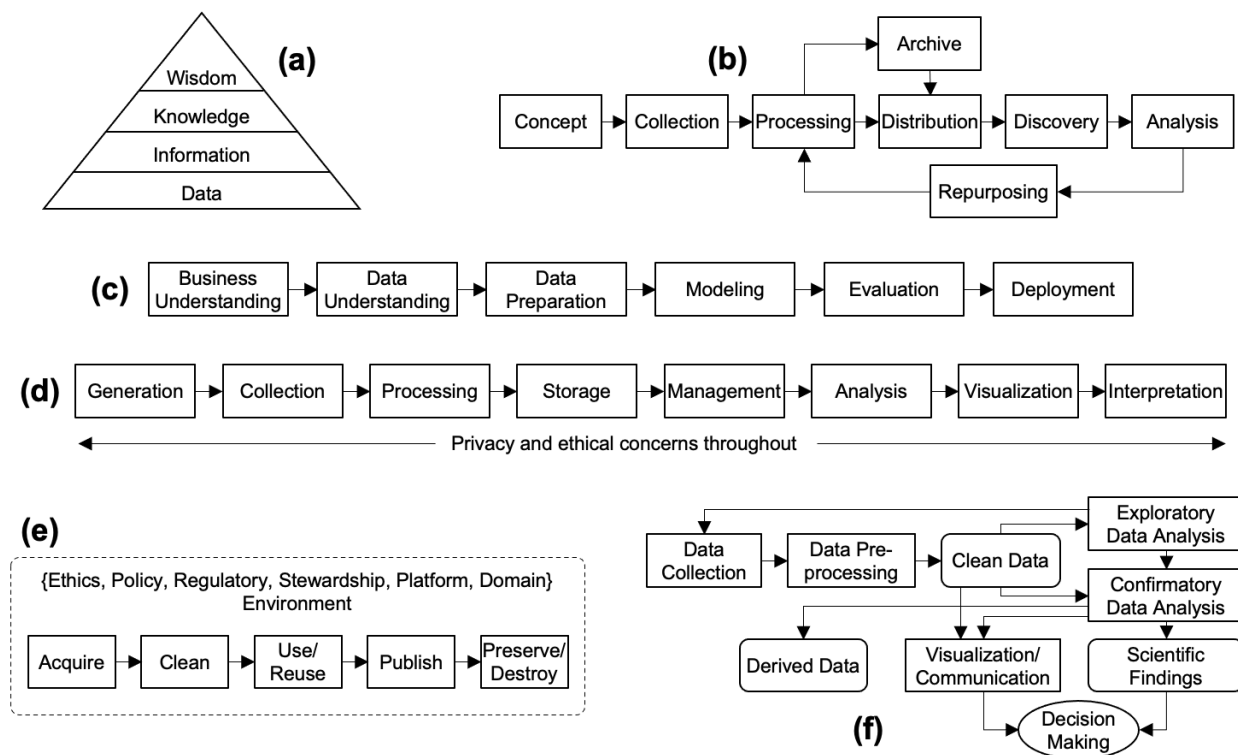 (a)
Wisdom
Knowledge
Information
Data
(b)
Archive
Concept
Collection
Processing
Distribution
Discovery
Analysis
Repurposing
(c)
Business
Understanding
Data
Understanding
Data
Preparation
Modeling
Evaluation
Deployment
(d)
Generation
Collection
Processing
Storage
Management
Analysis
Visualization
Interpretation
Privacy and ethical concerns throughout
(e)
{Ethics, Policy, Regulatory, Stewardship, Platform, Domain}
Environment
Acquire
Clean
Use/
Reuse
Publish
Preserve/
Destroy
Data
Collection
Data Pre-
processing
Clean Data
Exploratory
Data Analysis
Confirmatory
Data Analysis
Derived Data
Visualization/
Communication
Scientific
Findings
(f)
Decision
Making